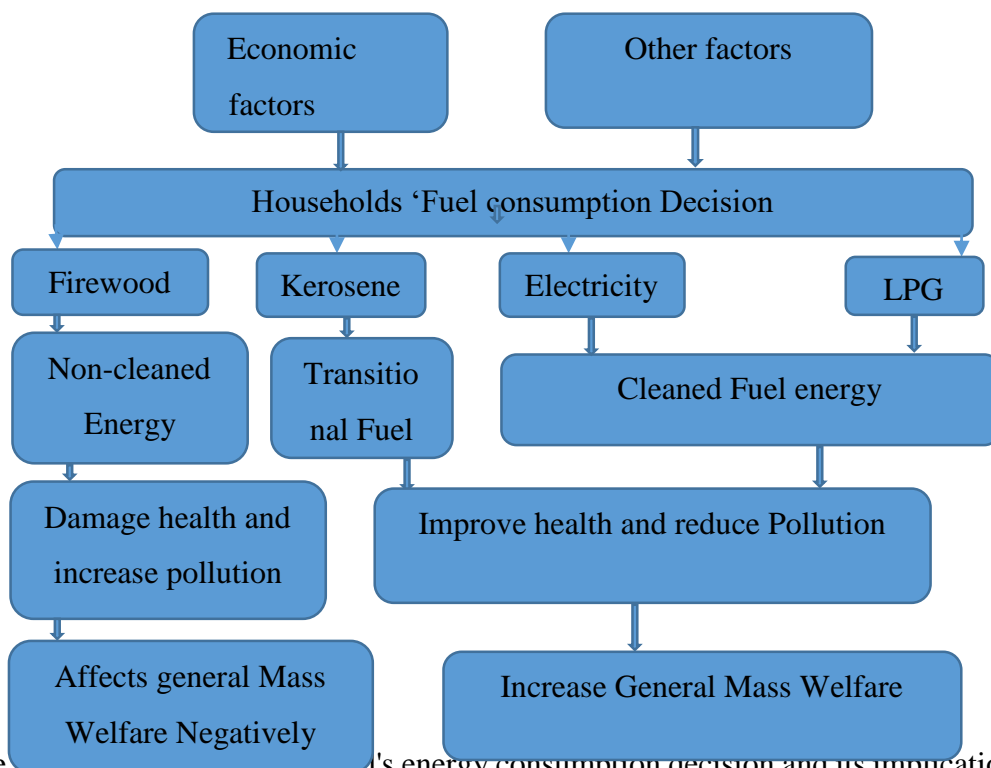 Economic
factors
Other factors
Households ‘Fuel consumption Decision
Firewood
Kerosene
Electricity
LPG
Non-cleaned
Energy
Transitio
nal Fuel
Cleaned Fuel energy
Damage health and
increase pollution
Improve health and reduce Pollution
Affects general Mass
Welfare Negatively
Increase General Mass Welfare
's energy consumption decision and its implicatio